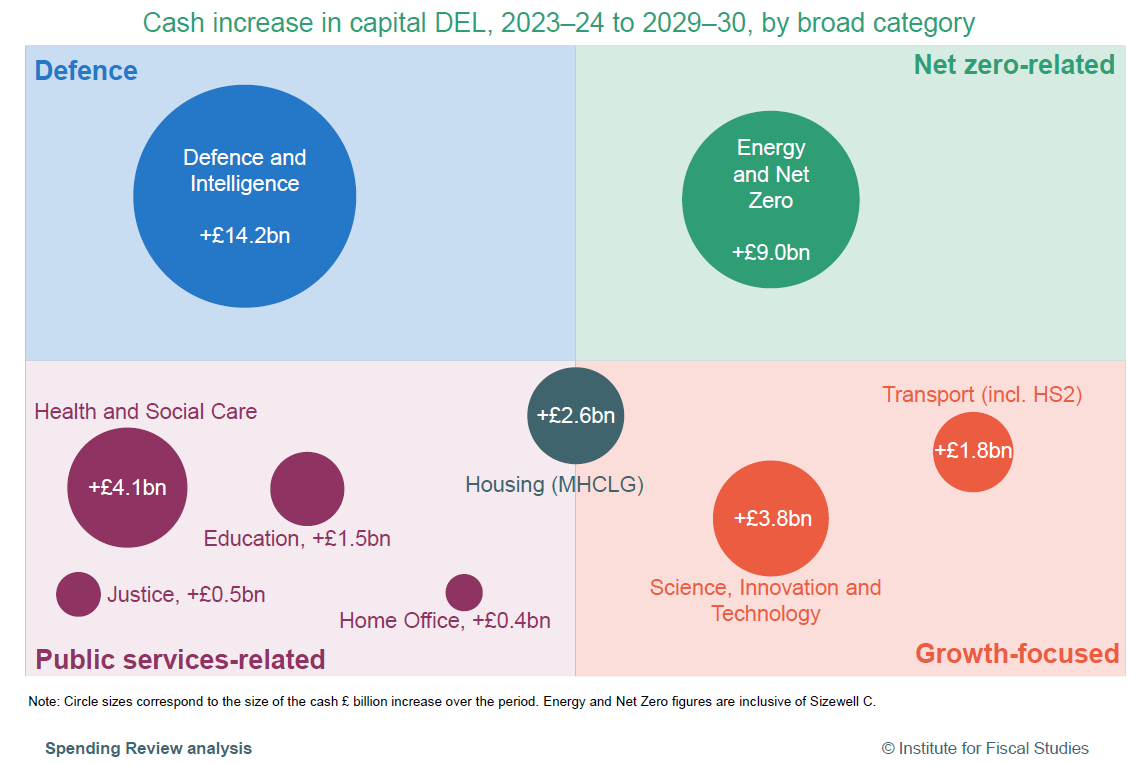 Cash increase in capital DEL, 2023–24 to 2029–30, by broad category
Defence
Defence and
Intelligence
+£14.2bn
Net zero-related
Energy
and Net
Zero
+£9.0bn
Health and Social Care
+£4.1bn
Education, +£1.5bn
Justice, +£0.5bn
Home Office, +£0.4bn
Public services-related
+£2.6bn
Housing (MHCLG)
Transport (incl. HS2)
+£1.8bn
+£3.8bn
Science, Innovation and
Technology
Growth-focused
Note: Circle sizes correspond to the size of the cash £ billion increase over the period. Energy and Net Zero figures are inclusive of Sizewell C.
Spending Review analysis
© Institute for Fiscal Studies